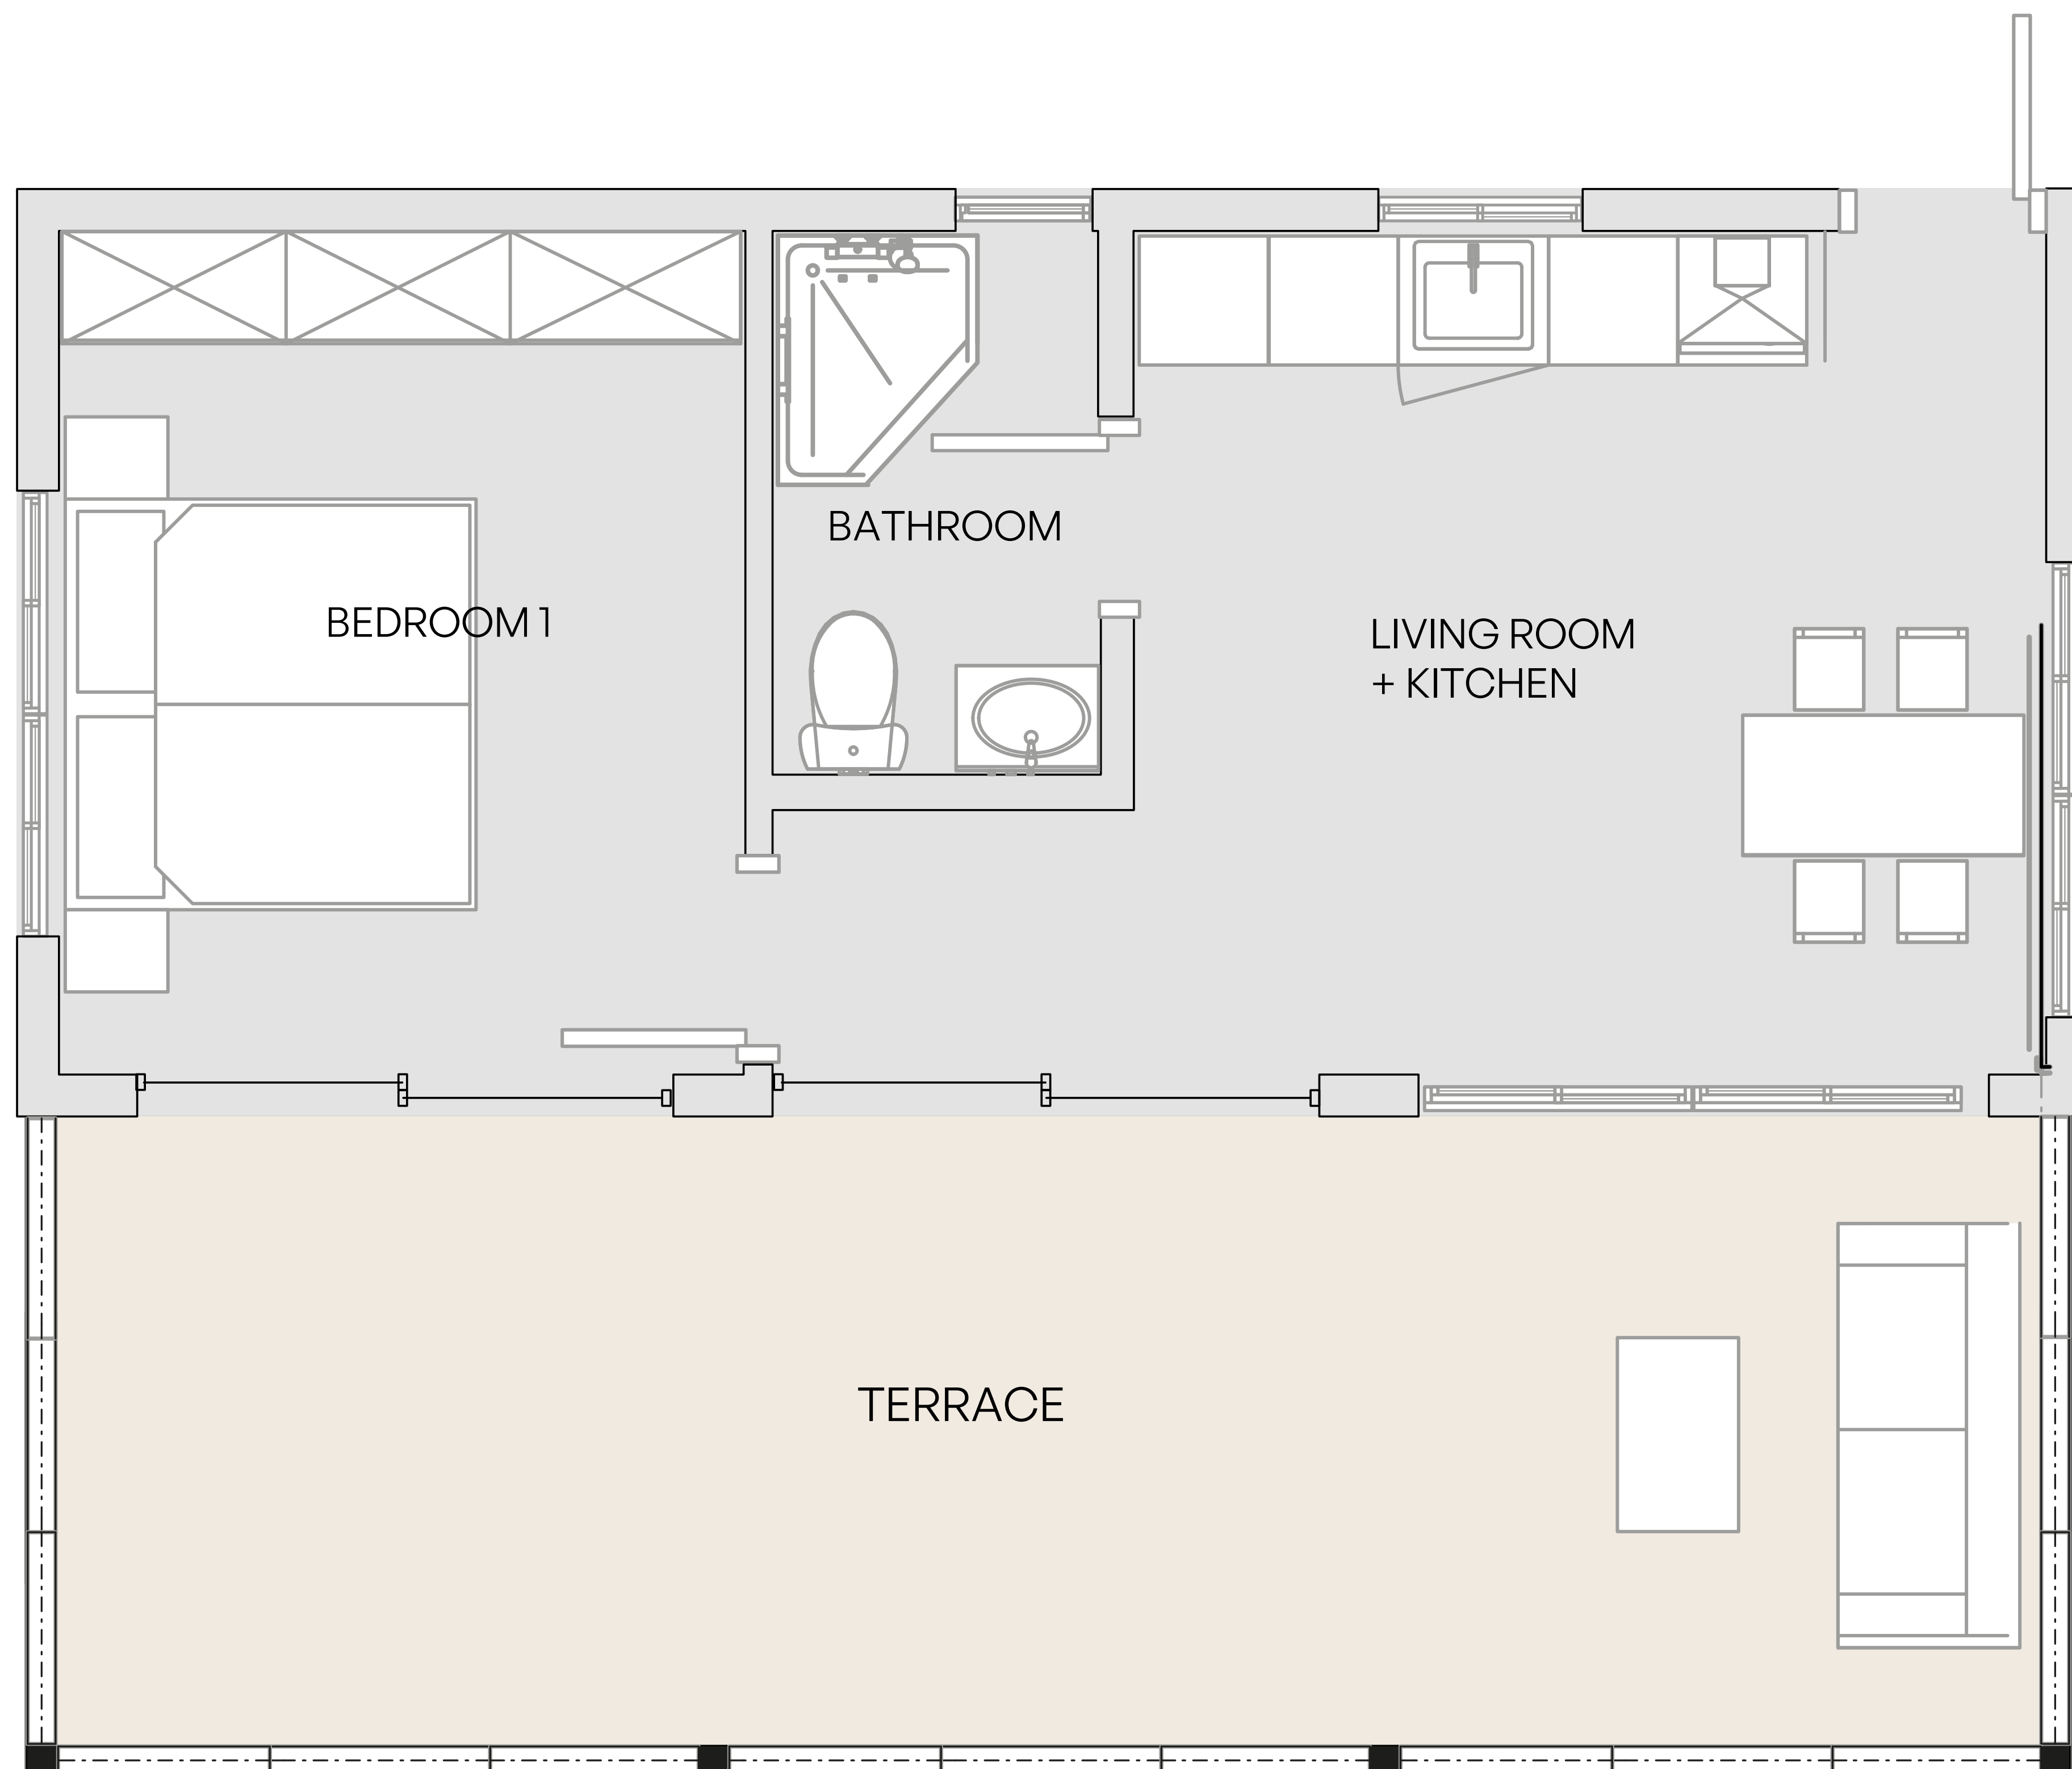 BATHROOM
BEDROOM 1
LIVING ROOM
+ KITCHEN
TERRACE